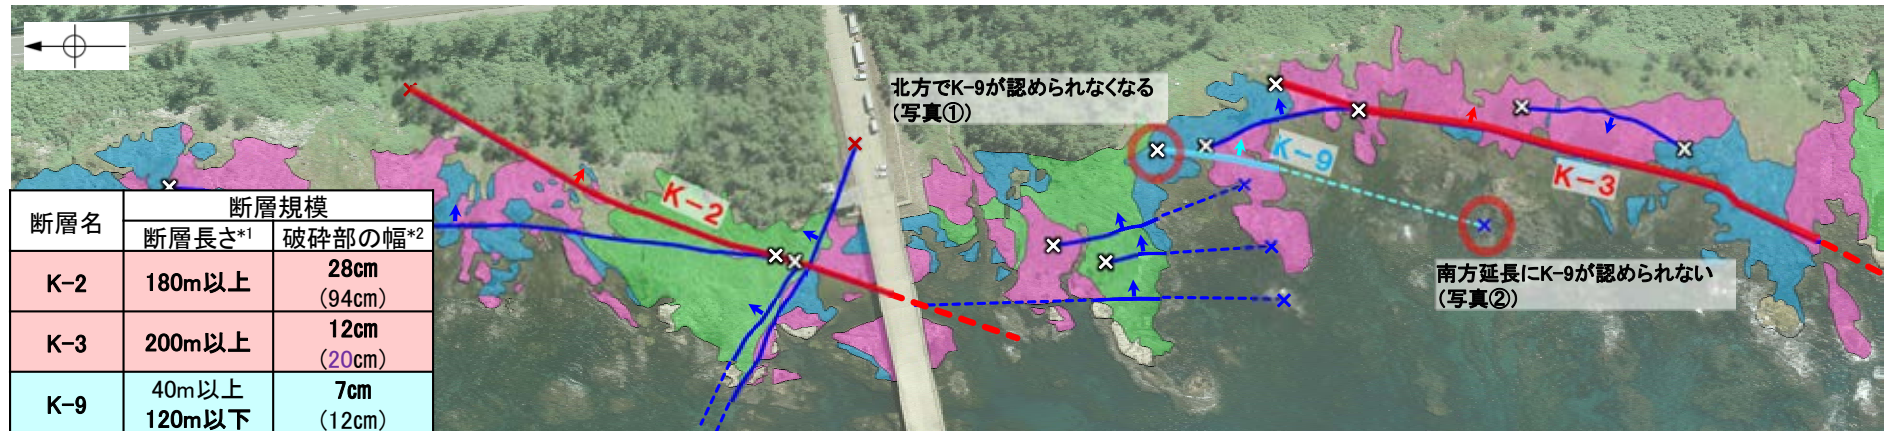 北方でK-9が認められなくなる
(写真①)
K-2
K-9
K-3
南方延長にK-9が認められない
(写真②)
断層名
断層規模
断層長さ*1
破砕部の幅*2
K-2
180m以上
28cm
(94cm)
K-3
200m以上
12cm
(20cm)
K-9
40m以上
120m以下
7cm
(12cm)